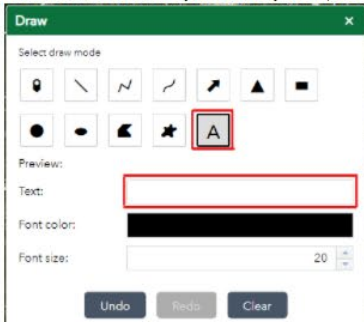 Draw ×
Select draw mode
A
Preview:
Text:
Font color:
Font size: 20
Undo Redo Clear